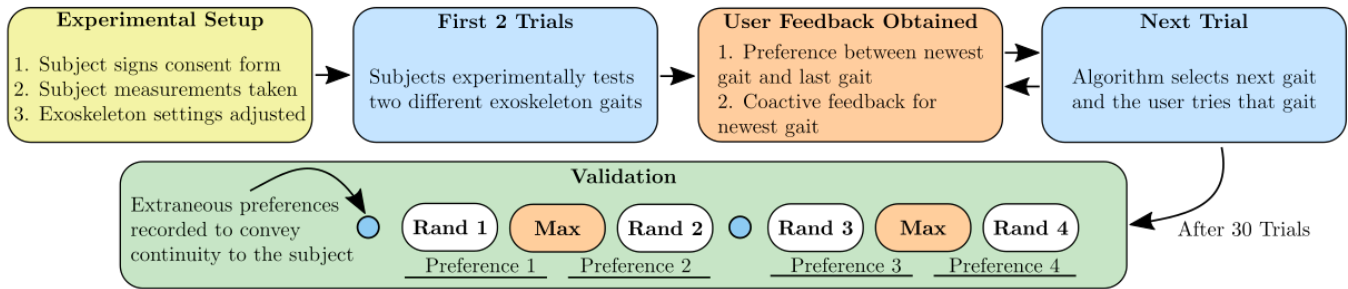 Experimental Setup
1. Subject signs consent form
2. Subject measurements taken
3. Exoskeleton settings adjusted
First 2 Trials
Subjects experimentally tests
two different exoskeleton gaits
User Feedback Obtained
1. Preference between newest
gait and last gait
2. Coactive feedback for
newest gait
Next Trial
Algorithm selects next gait
and the user tries that gait
Validation
Extraneous preferences
recorded to convey
continuity to the subject
Rand 1
Max
Rand 2
Rand 3
Max
Rand 4
Preference 1
Preference 2
Preference 3
Preference 4
After 30 Trials